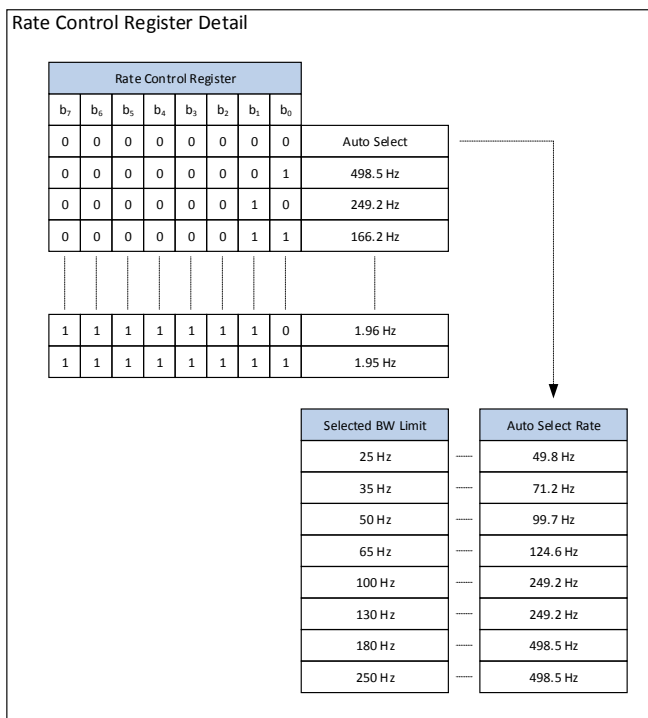 Rate Control Register Detail
Rate Control Register
b₇ b₆ b₅ b₄ b₃ b₂ b₁ b₀
0 0 0 0 0 0 0 0 Auto Select
0 0 0 0 0 0 0 1 498.5 Hz
0 0 0 0 0 0 1 0 249.2 Hz
0 0 0 0 0 0 1 1 166.2 Hz
1 1 1 1 1 1 1 0 1.96 Hz
1 1 1 1 1 1 1 1 1.95 Hz
Selected BW Limit Auto Select Rate
25 Hz 49.8 Hz
35 Hz 71.2 Hz
50 Hz 99.7 Hz
65 Hz 124.6 Hz
100 Hz 249.2 Hz
130 Hz 249.2 Hz
180 Hz 498.5 Hz
250 Hz 498.5 Hz